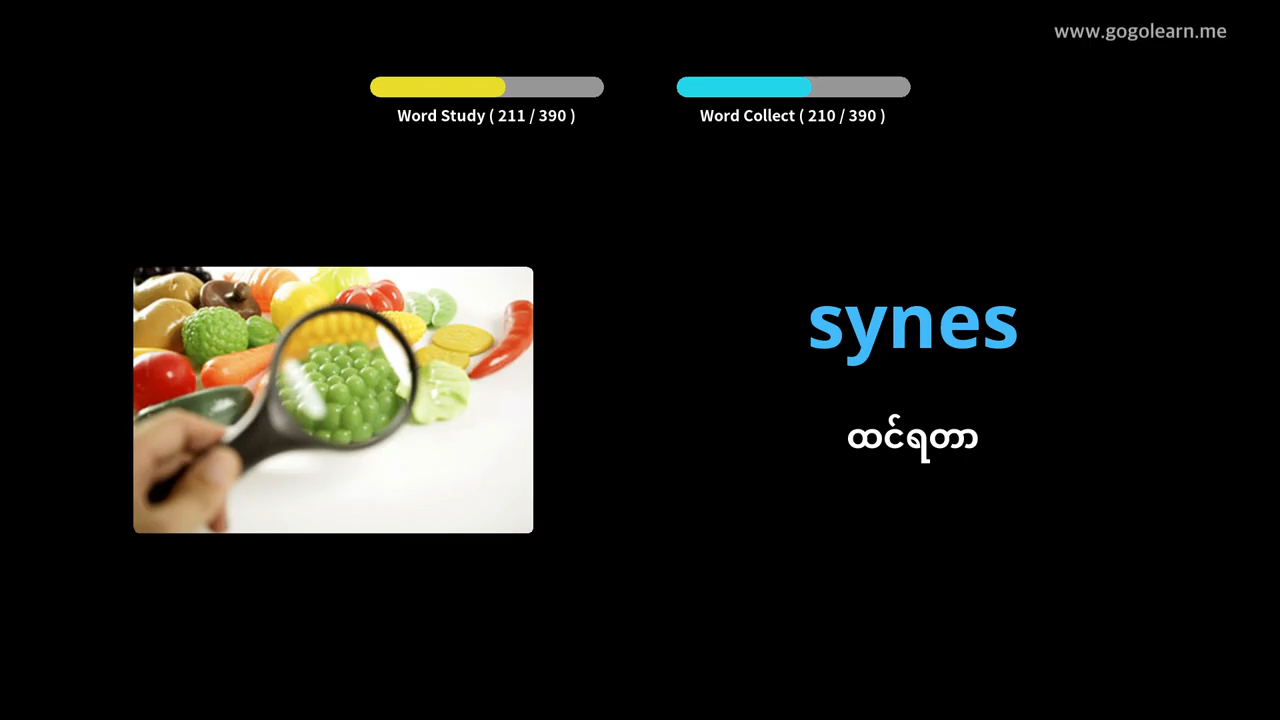 www.gogolearn.me
Word Study ( 211 / 390 )
Word Collect ( 210 / 390 )
synes
ထင်ရတာ